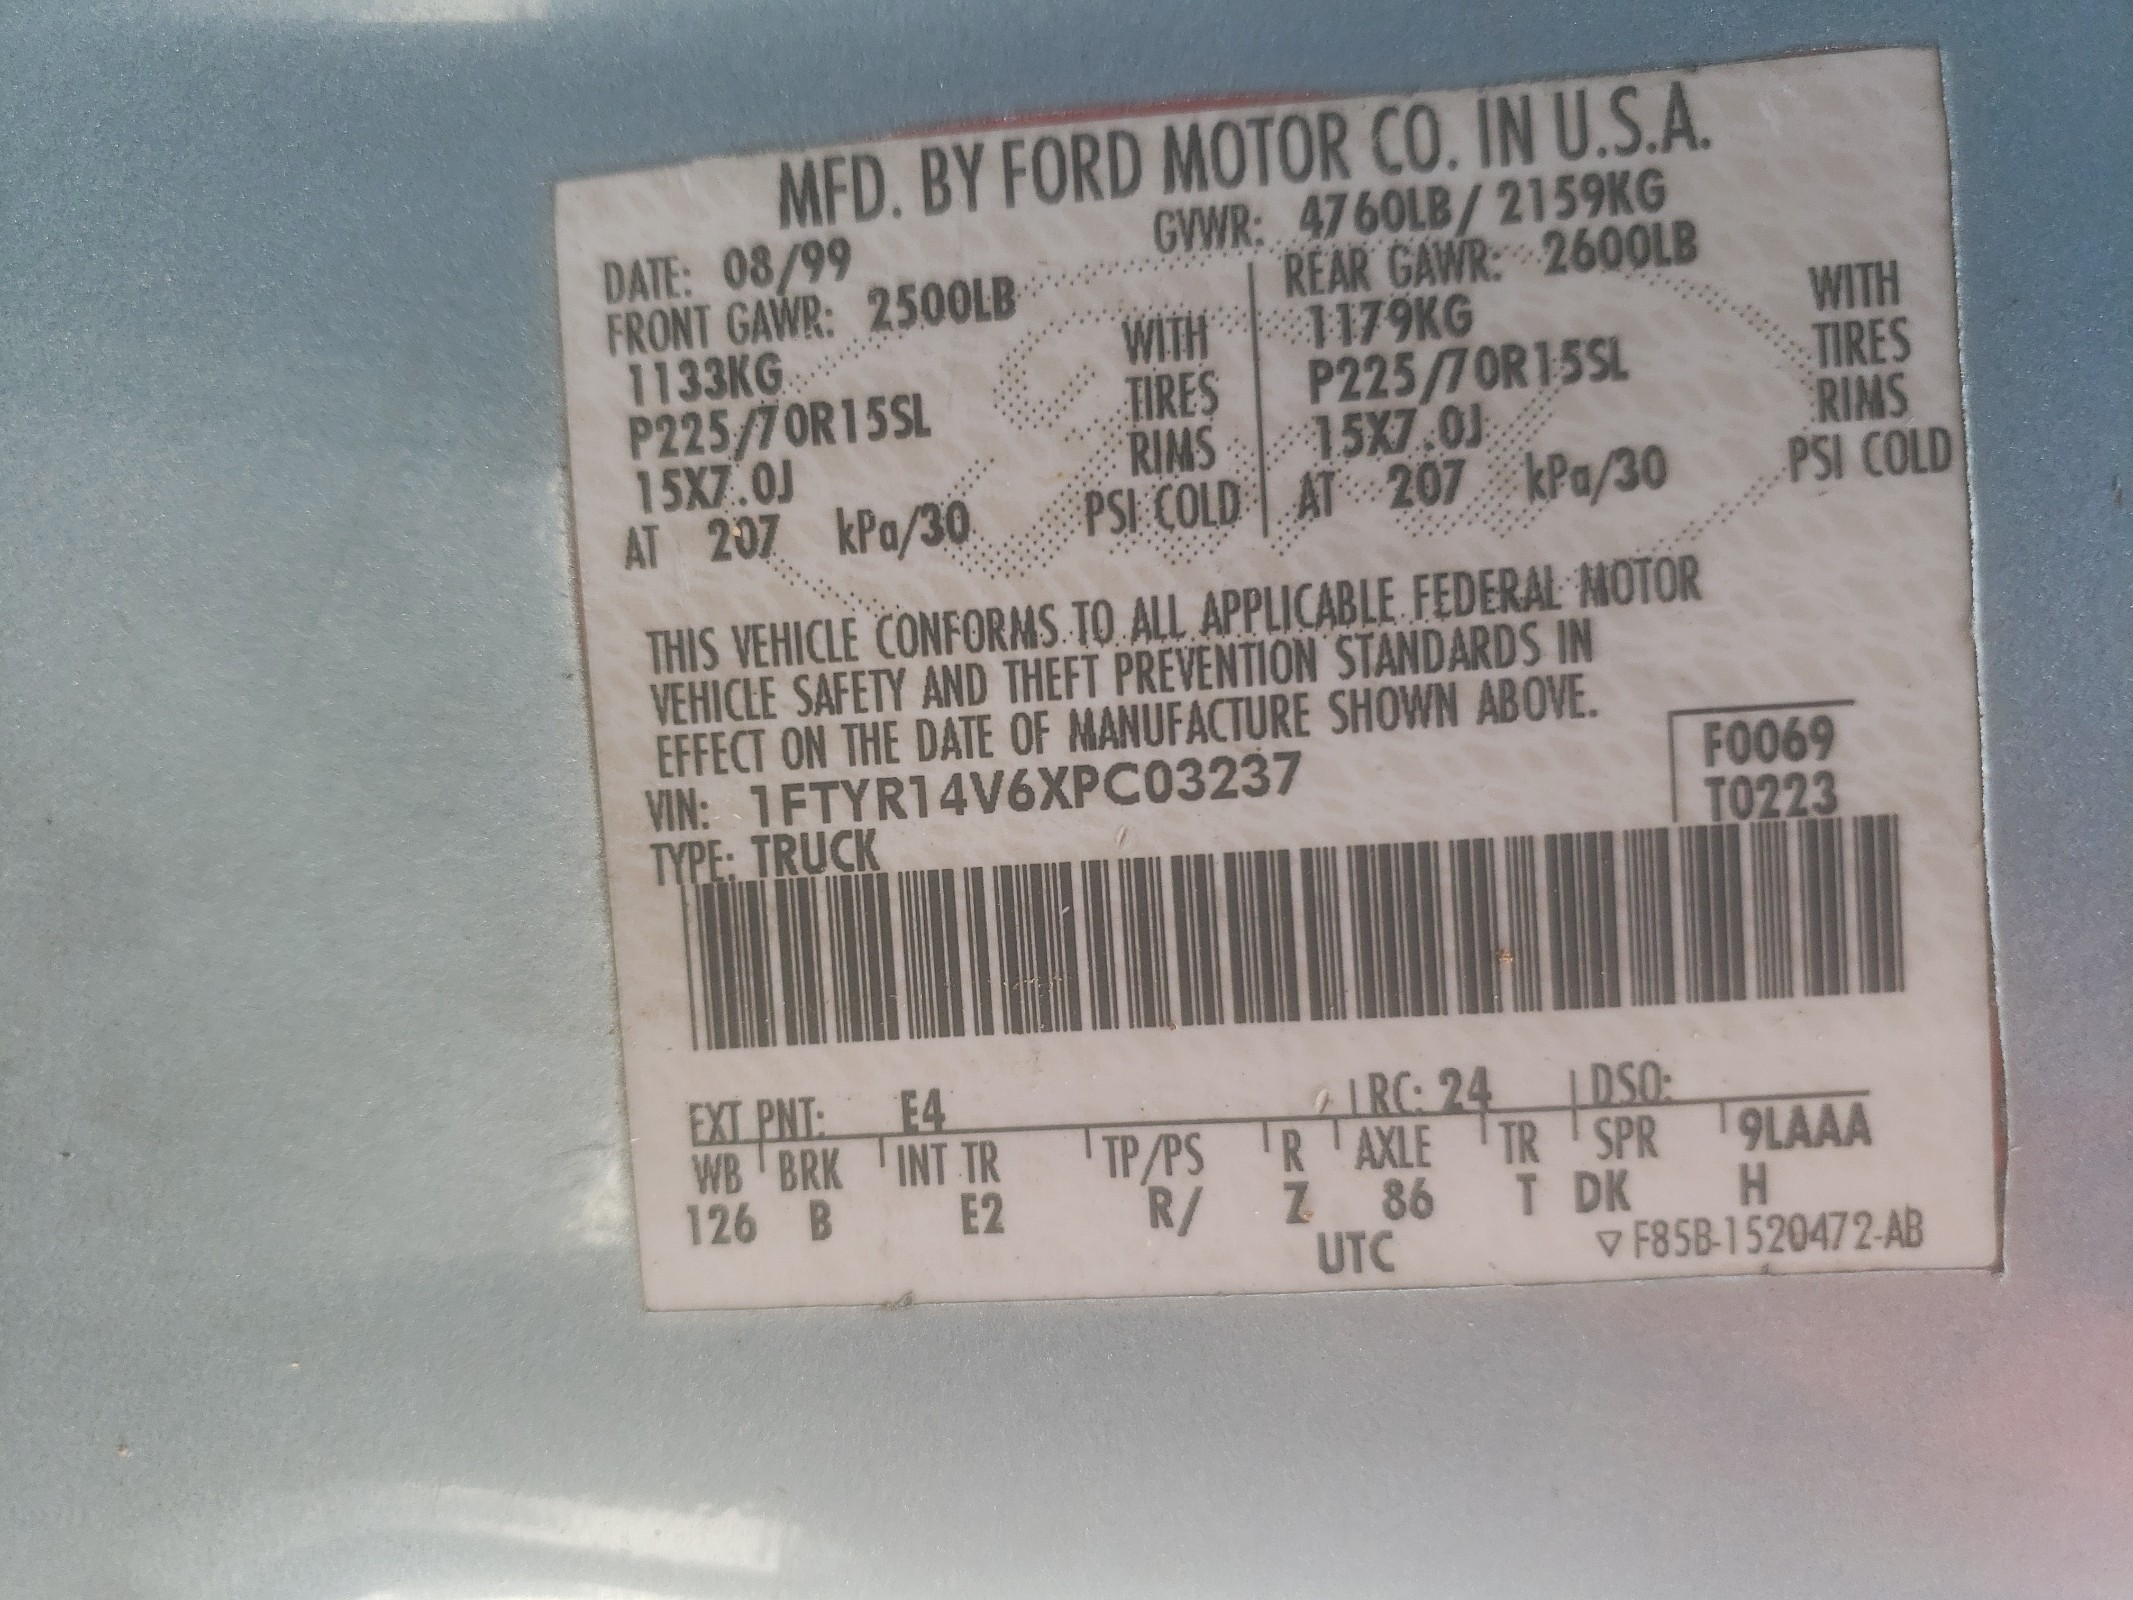 MFD. BY FORD MOTOR CO. IN U.S.A.
DATE: 08/99 GVWR: 4760LB/ 2159KG
FRONT GAWR: 2500LB REAR GAWR: 2600LB
1133KG WITH 1179KG WITH
P225/70R15SL TIRES P225/70R15SL TIRES
15X7.0J RIMS 15X7.0J RIMS
AT 207 kPa/30 PSI COLD AT 207 kPa/30 PSI COLD
THIS VEHICLE CONFORMS TO ALL APPLICABLE FEDERAL MOTOR
VEHICLE SAFETY AND THEFT PREVENTION STANDARDS IN
EFFECT ON THE DATE OF MANUFACTURE SHOWN ABOVE.
VIN: 1FTYR14V6XPC03237 F0069
TYPE: TRUCK T0223
EXT PNT: E4 RC: 24 DSO:
WB BRK INT TR TP/PS R AXLE TR SPR 9LAAA
126 B E2 R/ Z 86 T DK H
UTC ▽F85B-1520472-AB